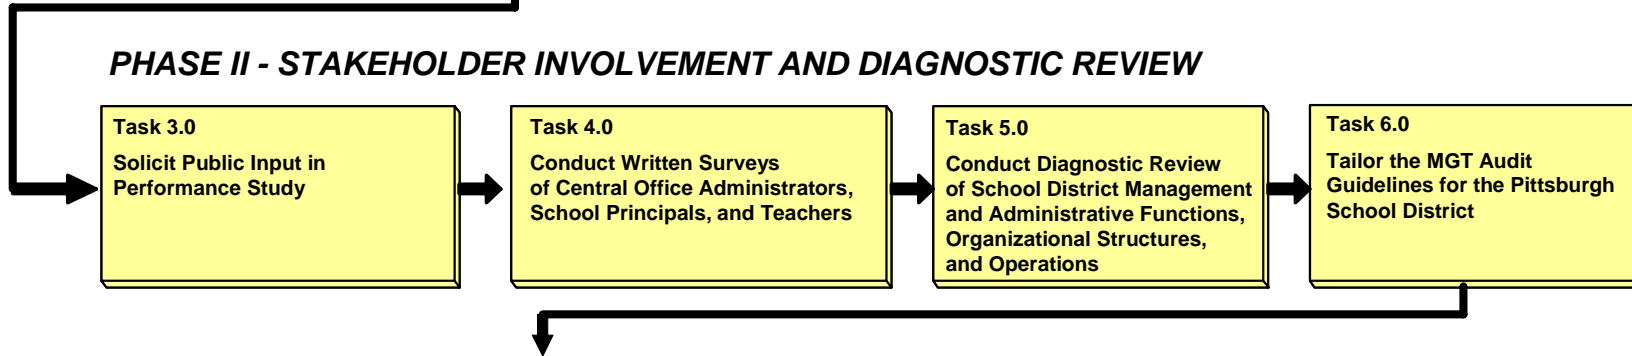 PHASE II - STAKEHOLDER INVOLVEMENT AND DIAGNOSTIC REVIEW
Task 3.0
Solicit Public Input in
Performance Study
Task 4.0
Conduct Written Surveys
of Central Office Administrators,
School Principals, and Teachers
Task 5.0
Conduct Diagnostic Review
of School District Management
and Administrative Functions,
Organizational Structures,
and Operations
Task 6.0
Tailor the MGT Audit
Guidelines for the Pittsburgh
School District